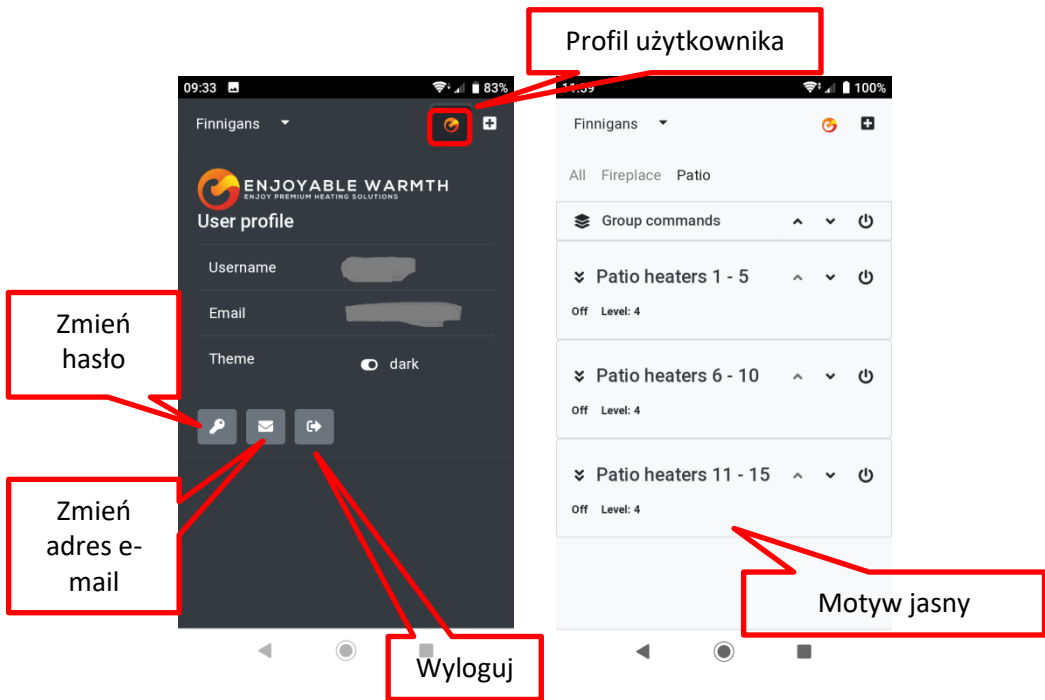 Profil użytkownika
09:33
83%
Finnigans
ENJOYABLE WARMTH
ENJOY PREMIUM HEATING SOLUTIONS
User profile
Username
Email
Theme
dark
Zmień
hasło
Zmień
adres e-
mail
Wyloguj
100%
Finnigans
All Fireplace Patio
Group commands
Patio heaters 1 - 5
Off Level: 4
Patio heaters 6 - 10
Off Level: 4
Patio heaters 11 - 15
Off Level: 4
Motyw jasny